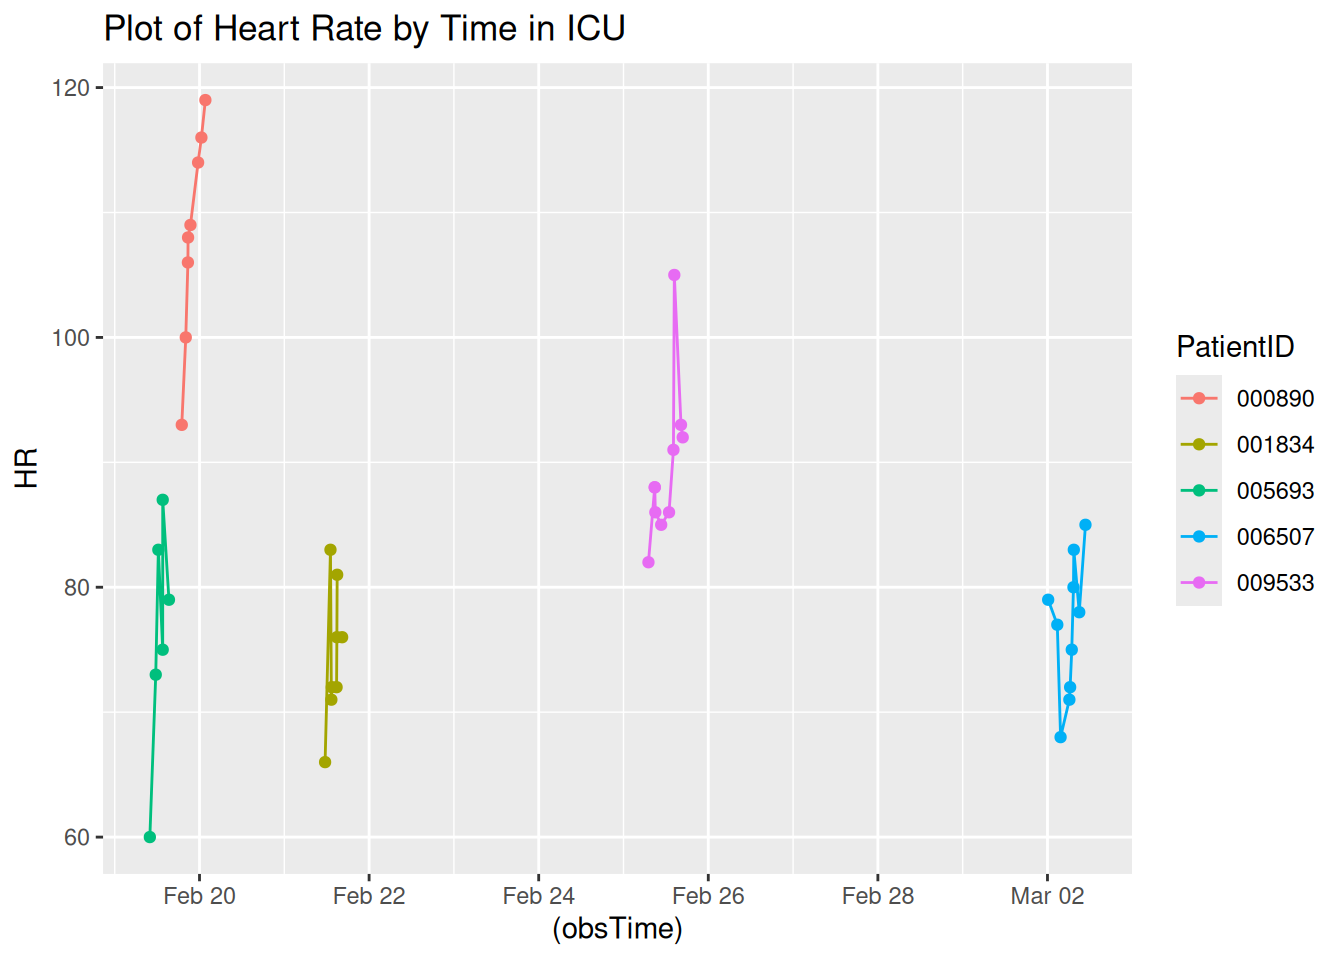 Plot of Heart Rate by Time in ICU
120
100
80
60
HR
Feb 20
Feb 22
Feb 24
Feb 26
Feb 28
Mar 02
(obsTime)
PatientID
000890
001834
005693
006507
009533